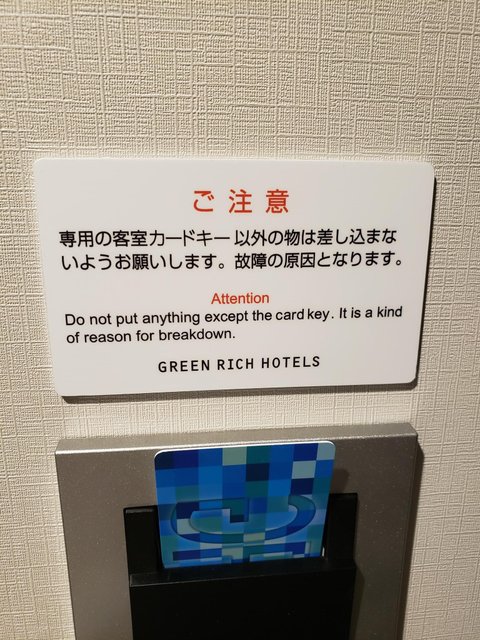 ご注意
専用の客室カードキー以外の物は差し込まな
いようお願いします。故障の原因となります。
Attention
Do not put anything except the card key. It is a kind
of reason for breakdown.
GREEN RICH HOTELS